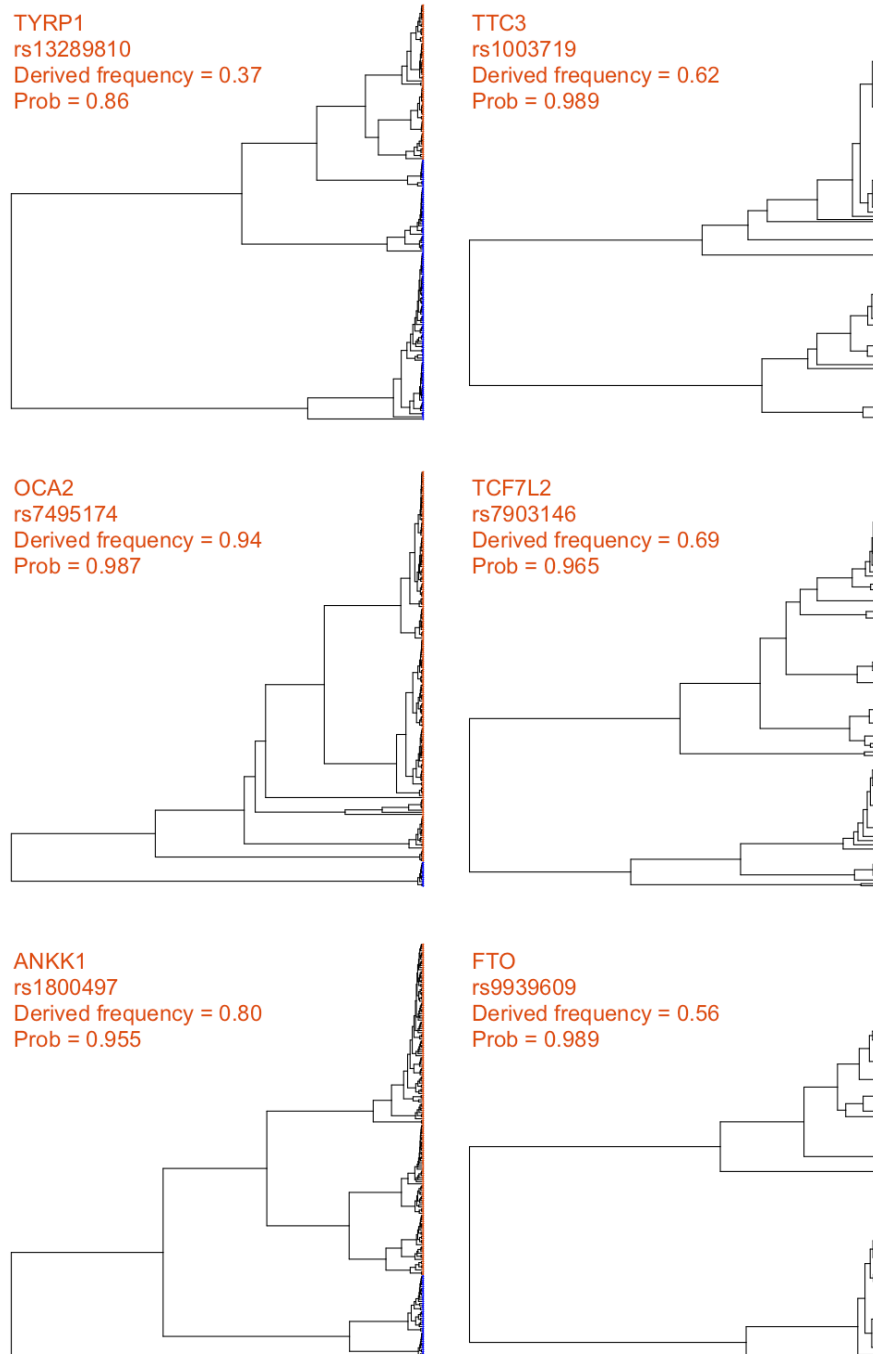 TYRP1
rs13289810
Derived frequency = 0.37
Prob = 0.86
TTC3
rs1003719
Derived frequency = 0.62
Prob = 0.989
OCA2
rs7495174
Derived frequency = 0.94
Prob = 0.987
TCF7L2
rs7903146
Derived frequency = 0.69
Prob = 0.965
ANKK1
rs1800497
Derived frequency = 0.80
Prob = 0.955
FTO
rs9939609
Derived frequency = 0.56
Prob = 0.989